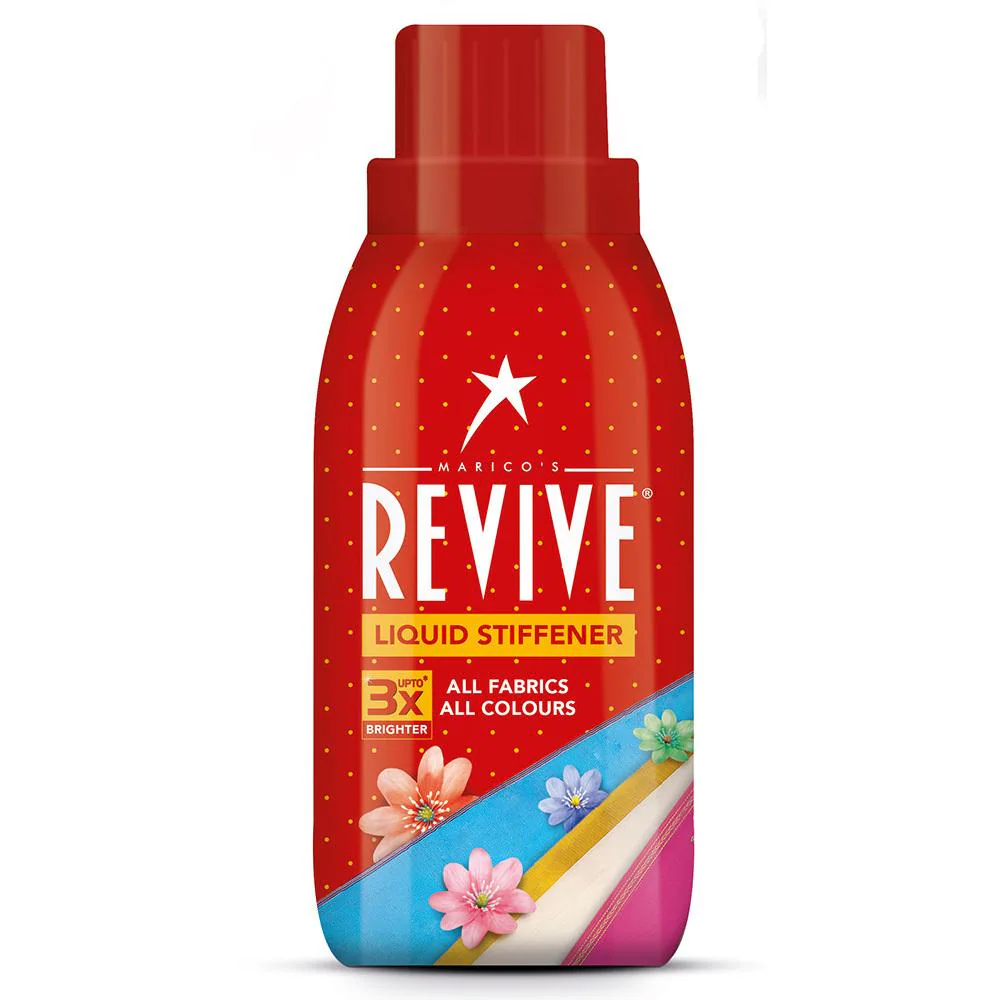 MARICO'S
REVIVE®
LIQUID STIFFENER
UPTO*
3X
BRIGHTER
ALL FABRICS
ALL COLOURS